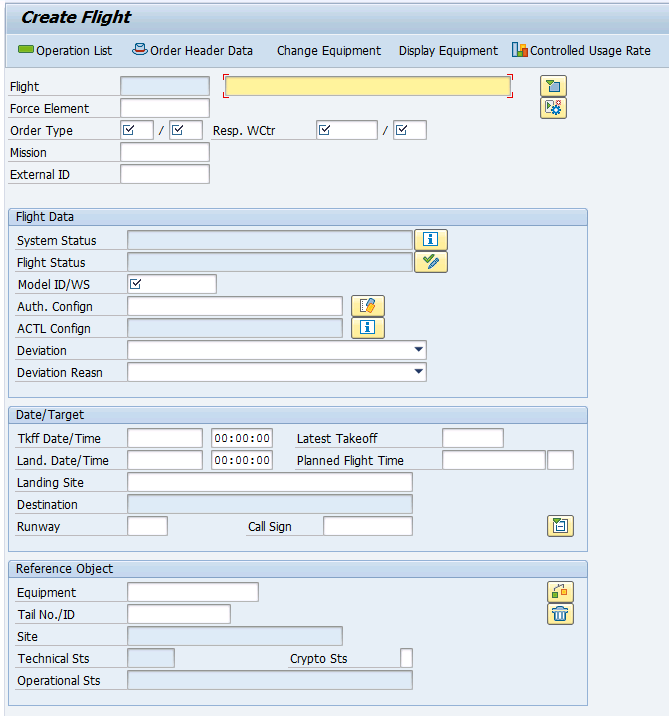 Create Flight
Operation List Order Header Data Change Equipment Display Equipment Controlled Usage Rate
Flight
Force Element
Order Type / Resp. WCtr /
Mission
External ID
Flight Data
System Status
Flight Status
Model ID/WS
Auth. Confign
ACTL Confign
Deviation
Deviation Reasn
Date/Target
Tkff Date/Time 00:00:00 Latest Takeoff
Land. Date/Time 00:00:00 Planned Flight Time
Landing Site
Destination
Runway Call Sign
Reference Object
Equipment
Tail No./ID
Site
Technical Sts Crypto Sts
Operational Sts